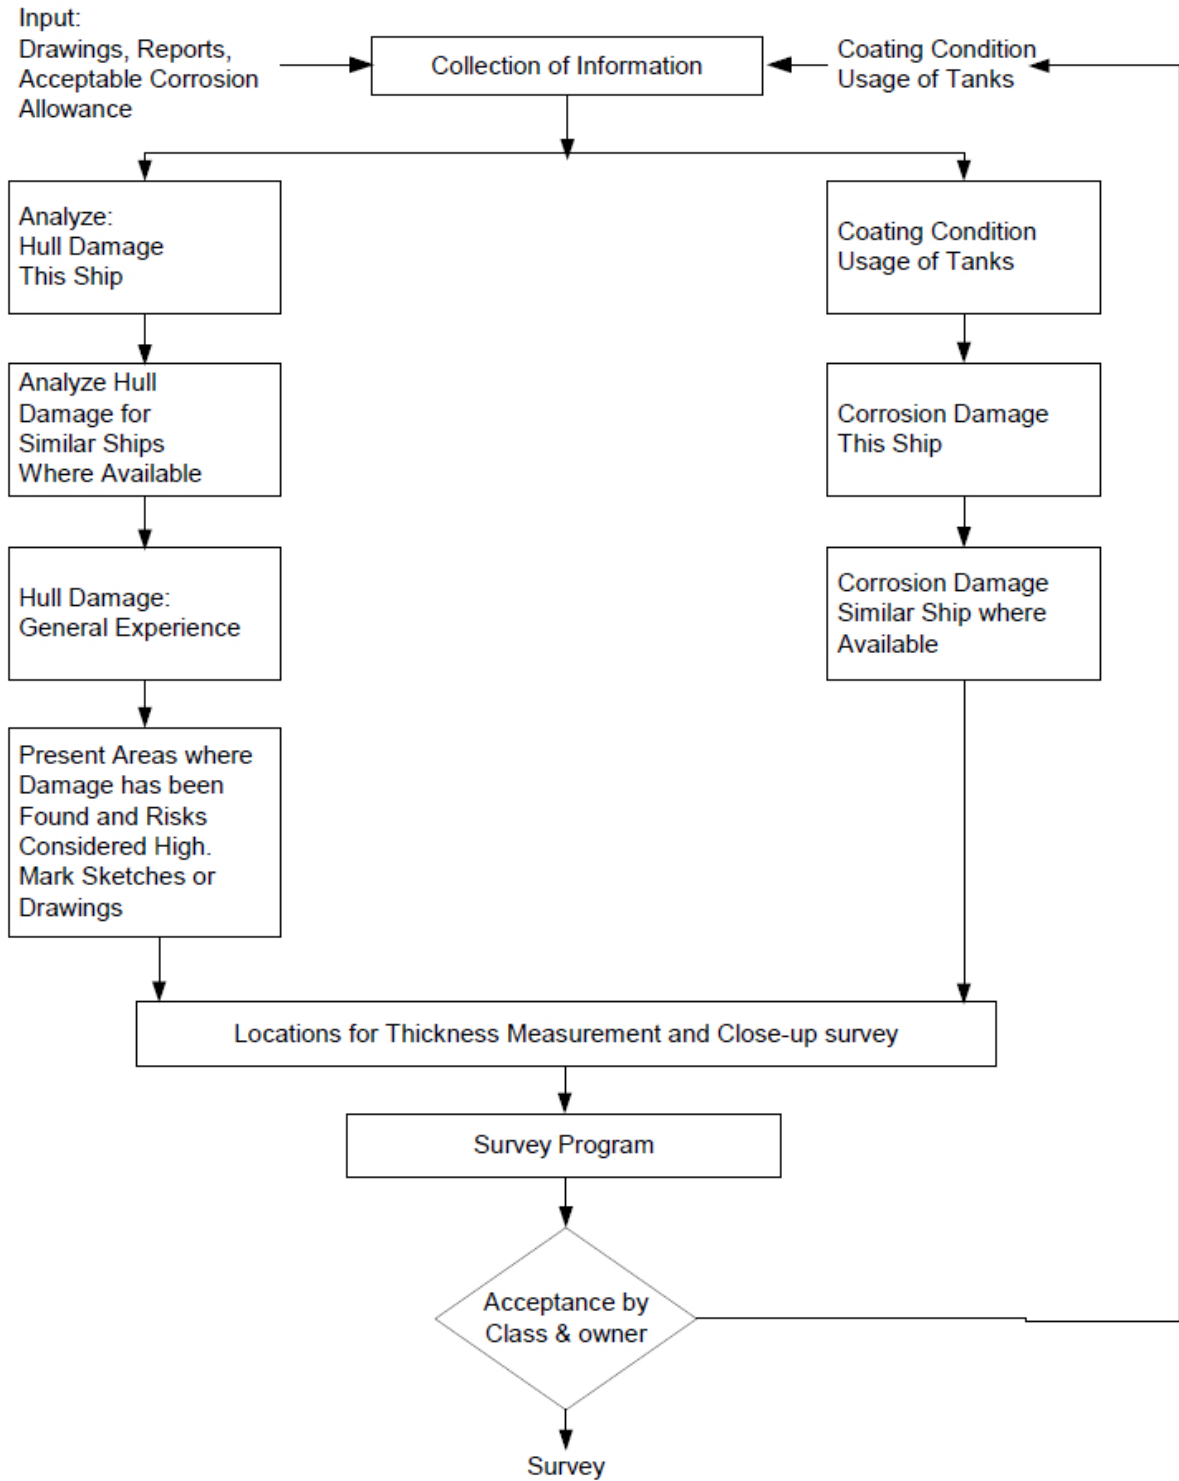 Input:
Drawings, Reports,
Acceptable Corrosion
Allowance
Collection of Information
Coating Condition
Usage of Tanks
Analyze:
Hull Damage
This Ship
Coating Condition
Usage of Tanks
Analyze Hull
Damage for
Similar Ships
Where Available
Corrosion Damage
This Ship
Hull Damage:
General Experience
Corrosion Damage
Similar Ship where
Available
Present Areas where
Damage has been
Found and Risks
Considered High.
Mark Sketches or
Drawings
Locations for Thickness Measurement and Close-up survey
Survey Program
Acceptance by
Class & owner
Survey